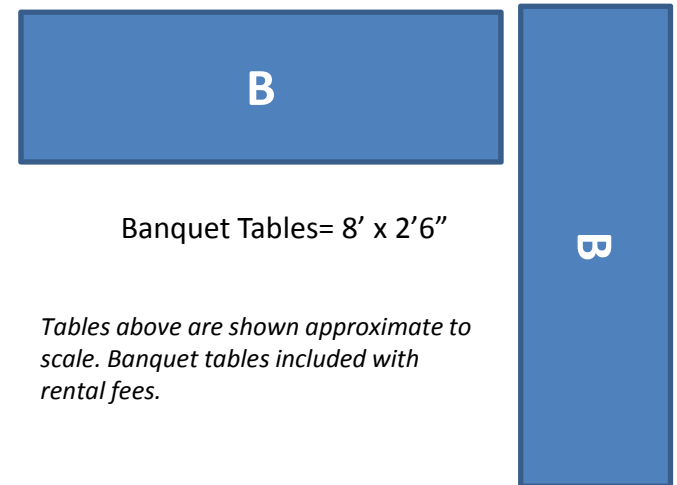 B
Banquet Tables= 8’ x 2’6”
B
Tables above are shown approximate to
scale. Banquet tables included with
rental fees.